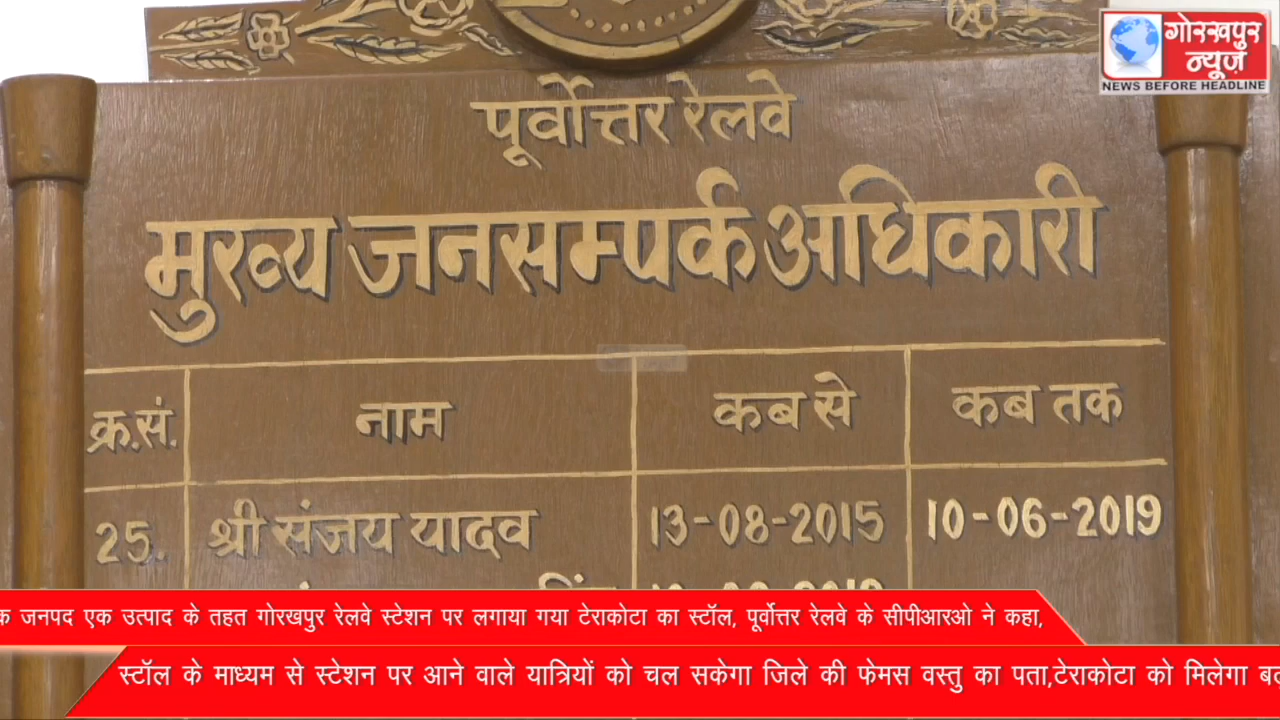 गोरखपुर
न्यूज़
NEWS BEFORE HEADLINE
पूर्वोत्तर रेलवे
मुख्य जनसम्पर्क अधिकारी
क्र.सं. नाम कब से कब तक
25. श्री संजय यादव 13-08-2015 10-06-2019
जनपद एक उत्पाद के तहत गोरखपुर रेलवे स्टेशन पर लगाया गया टेराकोटा का स्टॉल, पूर्वोत्तर रेलवे के सीपीआरओ ने कहा,
स्टॉल के माध्यम से स्टेशन पर आने वाले यात्रियों को चल सकेगा जिले की फेमस वस्तु का पता,टेराकोटा को मिलेगा